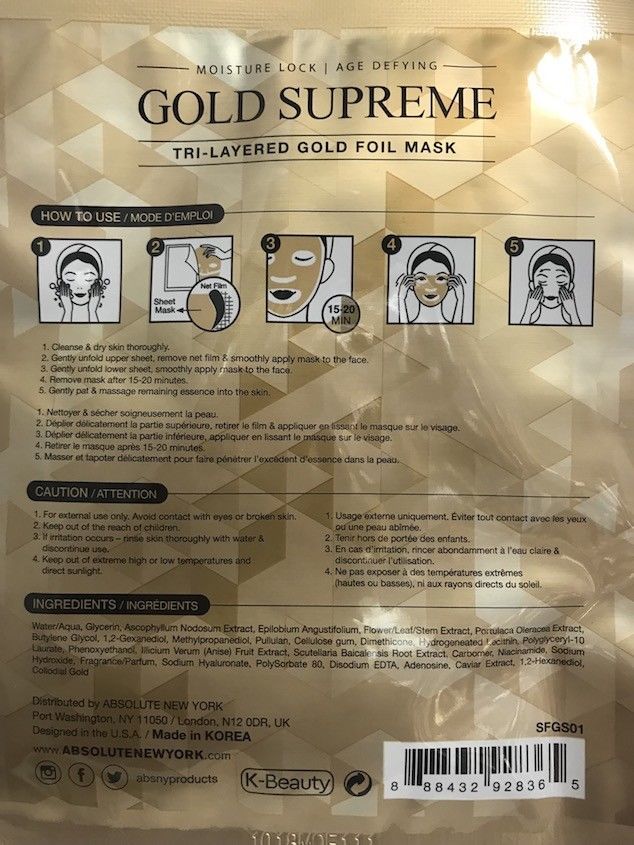 MOISTURE LOCK | AGE DEFYING
GOLD SUPREME
TRI-LAYERED GOLD FOIL MASK
HOW TO USE / MODE D'EMPLOI
1 2 3 4 5
Net Film
Sheet
Mask
15-20
MIN
1. Cleanse & dry skin thoroughly.
2. Gently unfold upper sheet, remove net film & smoothly apply mask to the face.
3. Gently unfold lower sheet, smoothly apply mask to the face.
4. Remove mask after 15-20 minutes.
5. Gently pat & massage remaining essence into the skin.
1. Nettoyer & sécher soigneusement la peau.
2. Déplier délicatement la partie supérieure, retirer le film & appliquer en lissant le masque sur le visage.
3. Déplier délicatement la partie inférieure, appliquer en lissant le masque sur le visage.
4. Retirer le masque après 15-20 minutes.
5. Masser et tapoter délicatement pour faire pénétrer l'excédent d'essence dans la peau.
CAUTION / ATTENTION
1. For external use only. Avoid contact with eyes or broken skin.
2. Keep out of the reach of children.
3. If irritation occurs – rinse skin thoroughly with water &
discontinue use.
4. Keep out of extreme high or low temperatures and
direct sunlight.
1. Usage externe uniquement. Éviter tout contact avec les yeux
ou une peau abîmée.
2. Tenir hors de portée des enfants.
3. En cas d'irritation, rincer abondamment à l'eau claire &
discontinuer l'utilisation.
4. Ne pas exposer à des températures extrêmes
(hautes ou basses), ni aux rayons directs du soleil.
INGREDIENTS / INGRÉDIENTS
Water/Aqua, Glycerin, Ascophyllum Nodosum Extract, Epilobium Angustifolium, Flower/Leaf/Stem Extract, Portulaca Oleracea Extract,
Butylene Glycol, 1,2-Gexanediol, Methylpropanediol, Pullulan, Cellulose gum, Dimethicone, Hydrogeneated Lecithin, Polyglyceryl-10
Laurate, Phenoxyethanol, Illicium Verum (Anise) Fruit Extract, Scutellaria Baicalensis Root Extract, Carbomer, Niacinamide, Sodium
Hydroxide, Fragrance/Parfum, Sodium Hyaluronate, PolySorbate 80, Disodium EDTA, Adenosine, Caviar Extract, 1,2-Hexanediol,
Collodial Gold
Distributed by ABSOLUTE NEW YORK
Port Washington, NY 11050 / London, N12 0DR, UK
Designed in the U.S.A. / Made in KOREA
www.ABSOLUTENEWYORK.com
absnyproducts
K-Beauty
SFGS01
8 88432 92836 5